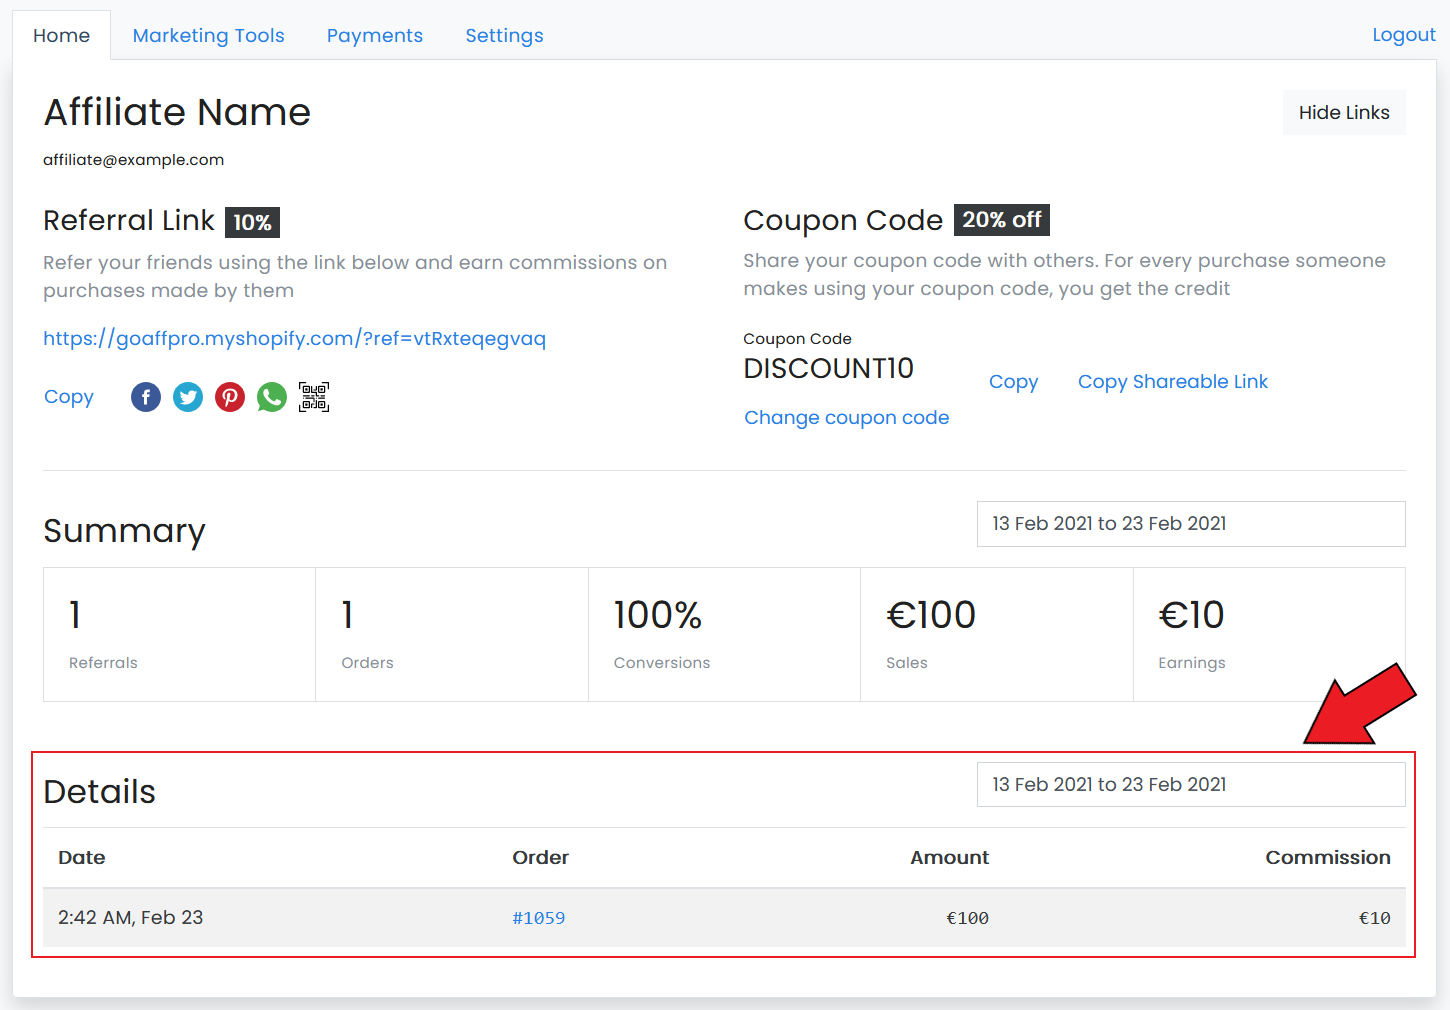 Home Marketing Tools Payments Settings Logout
Affiliate Name Hide Links
affiliate@example.com
Referral Link 10%
Refer your friends using the link below and earn commissions on
purchases made by them
https://goaffpro.myshopify.com/?ref=vtRxteqegvaq
Copy
Coupon Code 20% off
Share your coupon code with others. For every purchase someone
makes using your coupon code, you get the credit
Coupon Code
DISCOUNT10
Copy Copy Shareable Link
Change coupon code
Summary 13 Feb 2021 to 23 Feb 2021
1 1 100% €100 €10
Referrals Orders Conversions Sales Earnings
Details 13 Feb 2021 to 23 Feb 2021
Date Order Amount Commission
2:42 AM, Feb 23 #1059 €100 €10